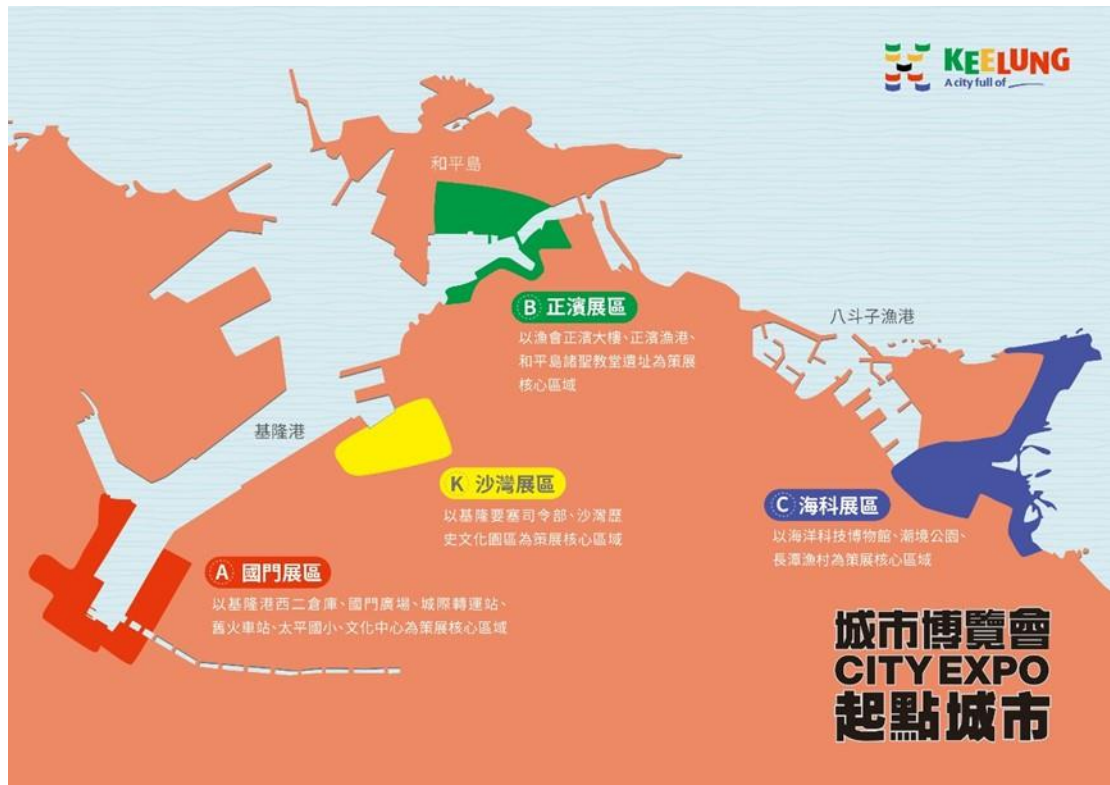 KEELUNG
A city full of
和平島
B 正濱展區
以漁會正濱大樓、正濱漁港、
和平島諸聖教堂遺址為策展
核心區域
八斗子漁港
基隆港
K 沙灣展區
以基隆要塞司令部、沙灣歷
史文化園區為策展核心區域
C 海科展區
以海洋科技博物館、潮境公園、
長潭漁村為策展核心區域
A 國門展區
以基隆港西二倉庫、國門廣場、城際轉運站、
舊火車站、太平國小、文化中心為策展核心區域
城市博覽會
CITY EXPO
起點城市